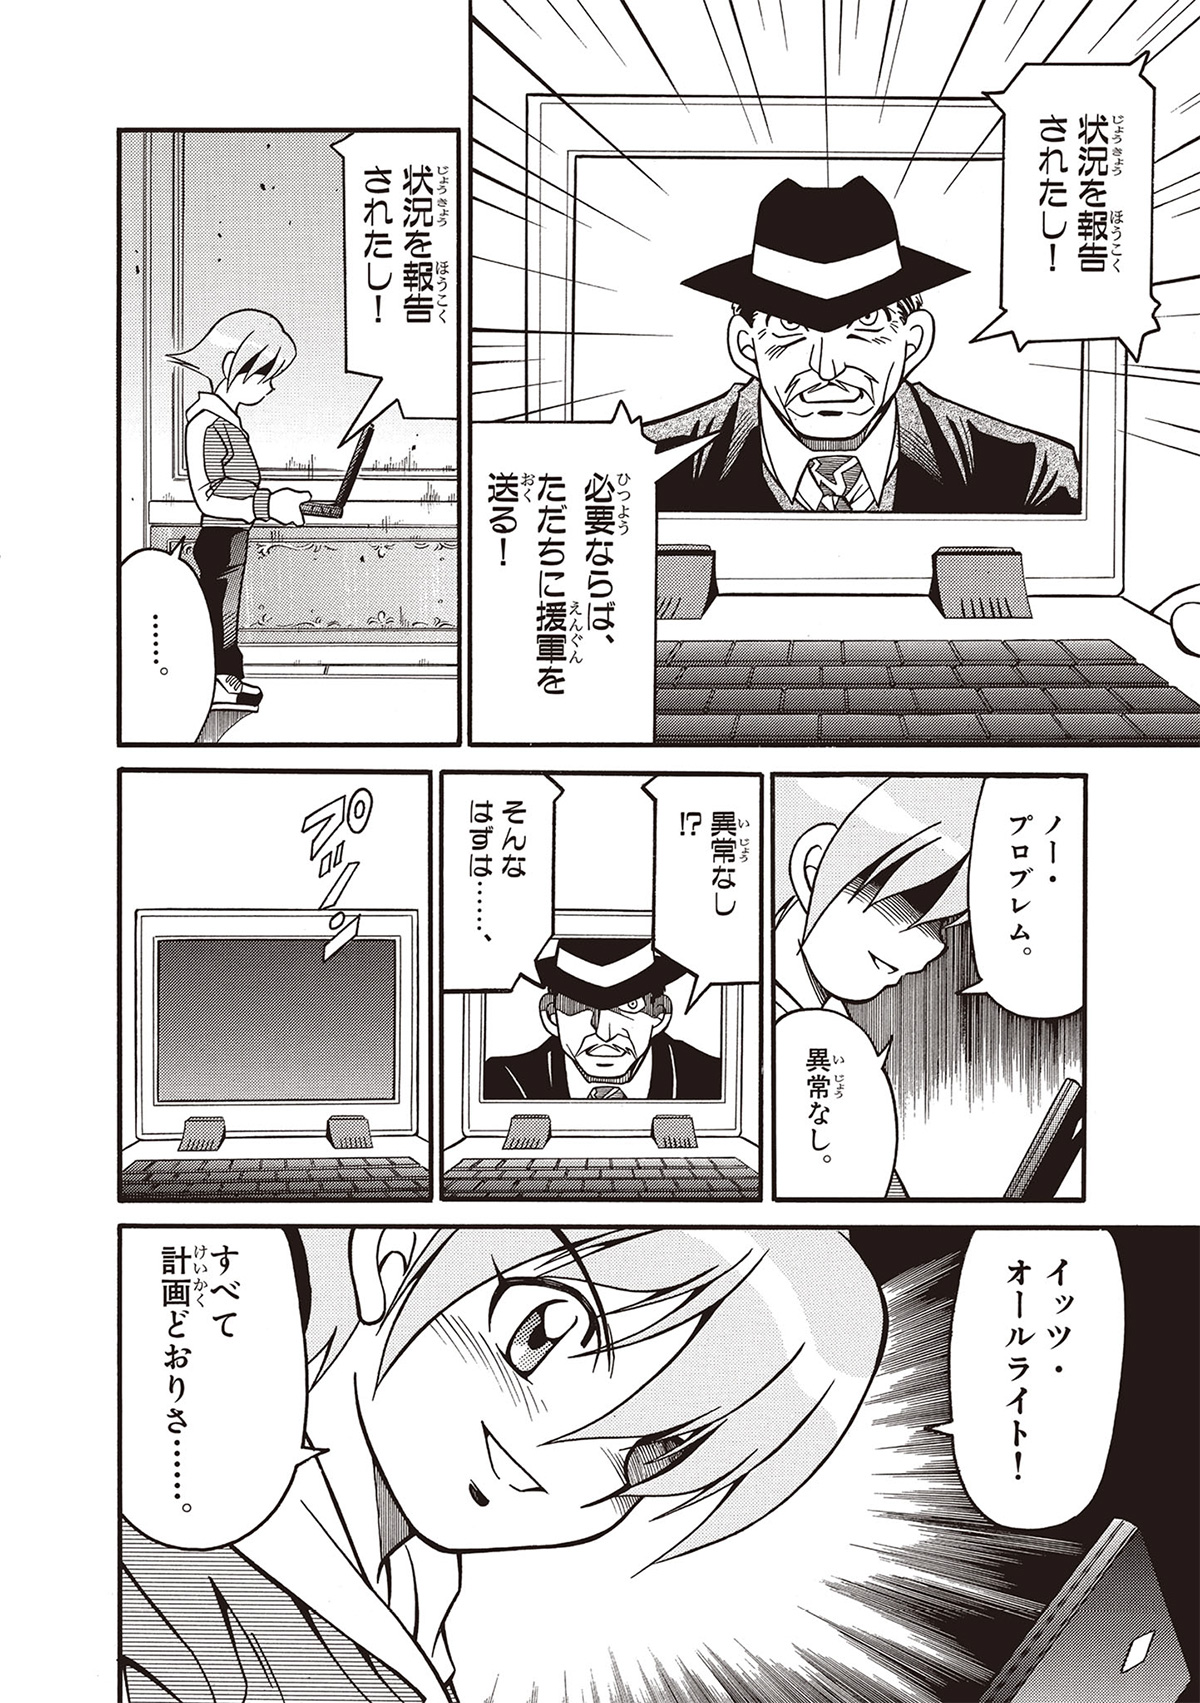 状況を報告
されたし！
必要ならば、
ただちに援軍を
送る！
状況を報告
されたし！
……。
ノー・
プロブレム。
異常なし。
異常なし
!?
そんな
はずは……、
プツッ
イッツ・
オールライト！
すべて
計画どおりさ……。